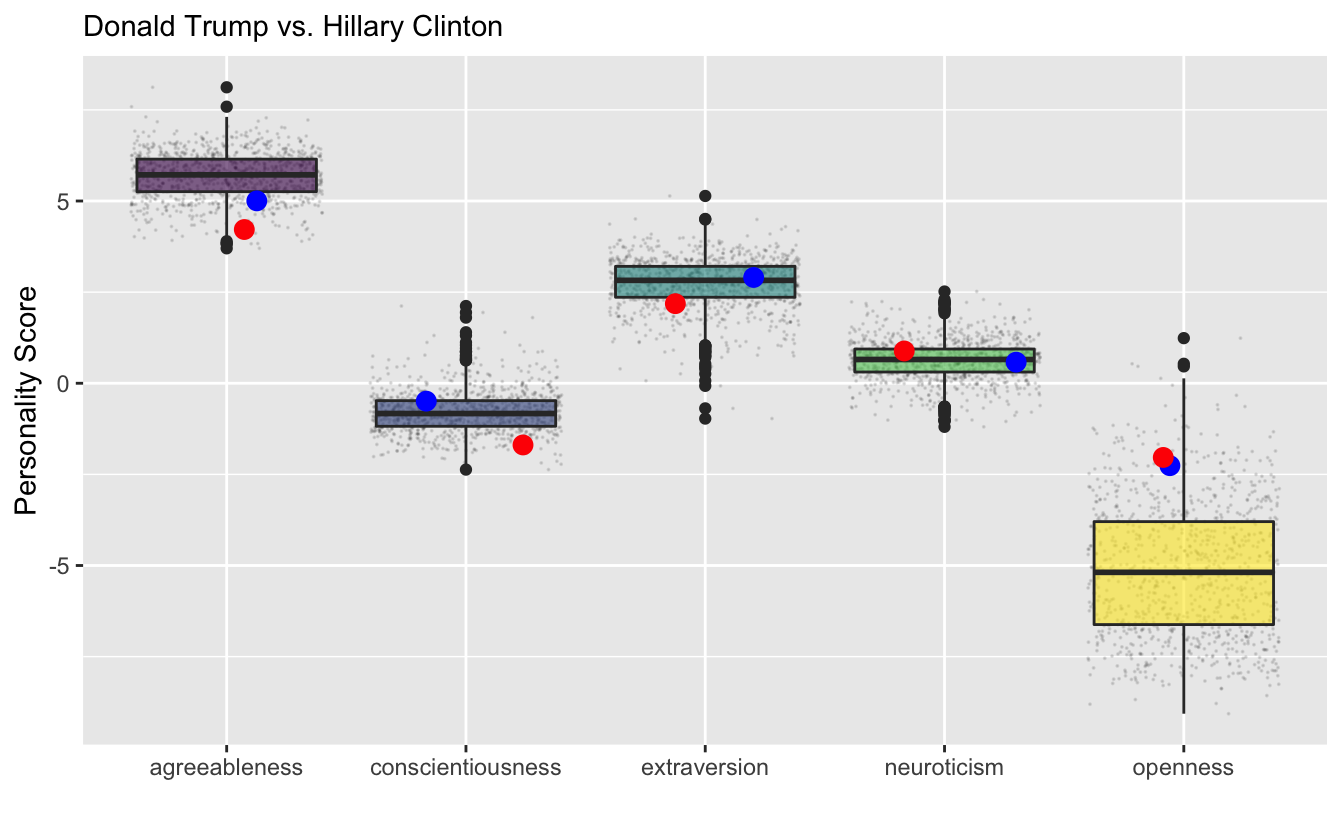 Donald Trump vs. Hillary Clinton
Personality Score
5
0
-5
agreeableness conscientiousness extraversion neuroticism openness